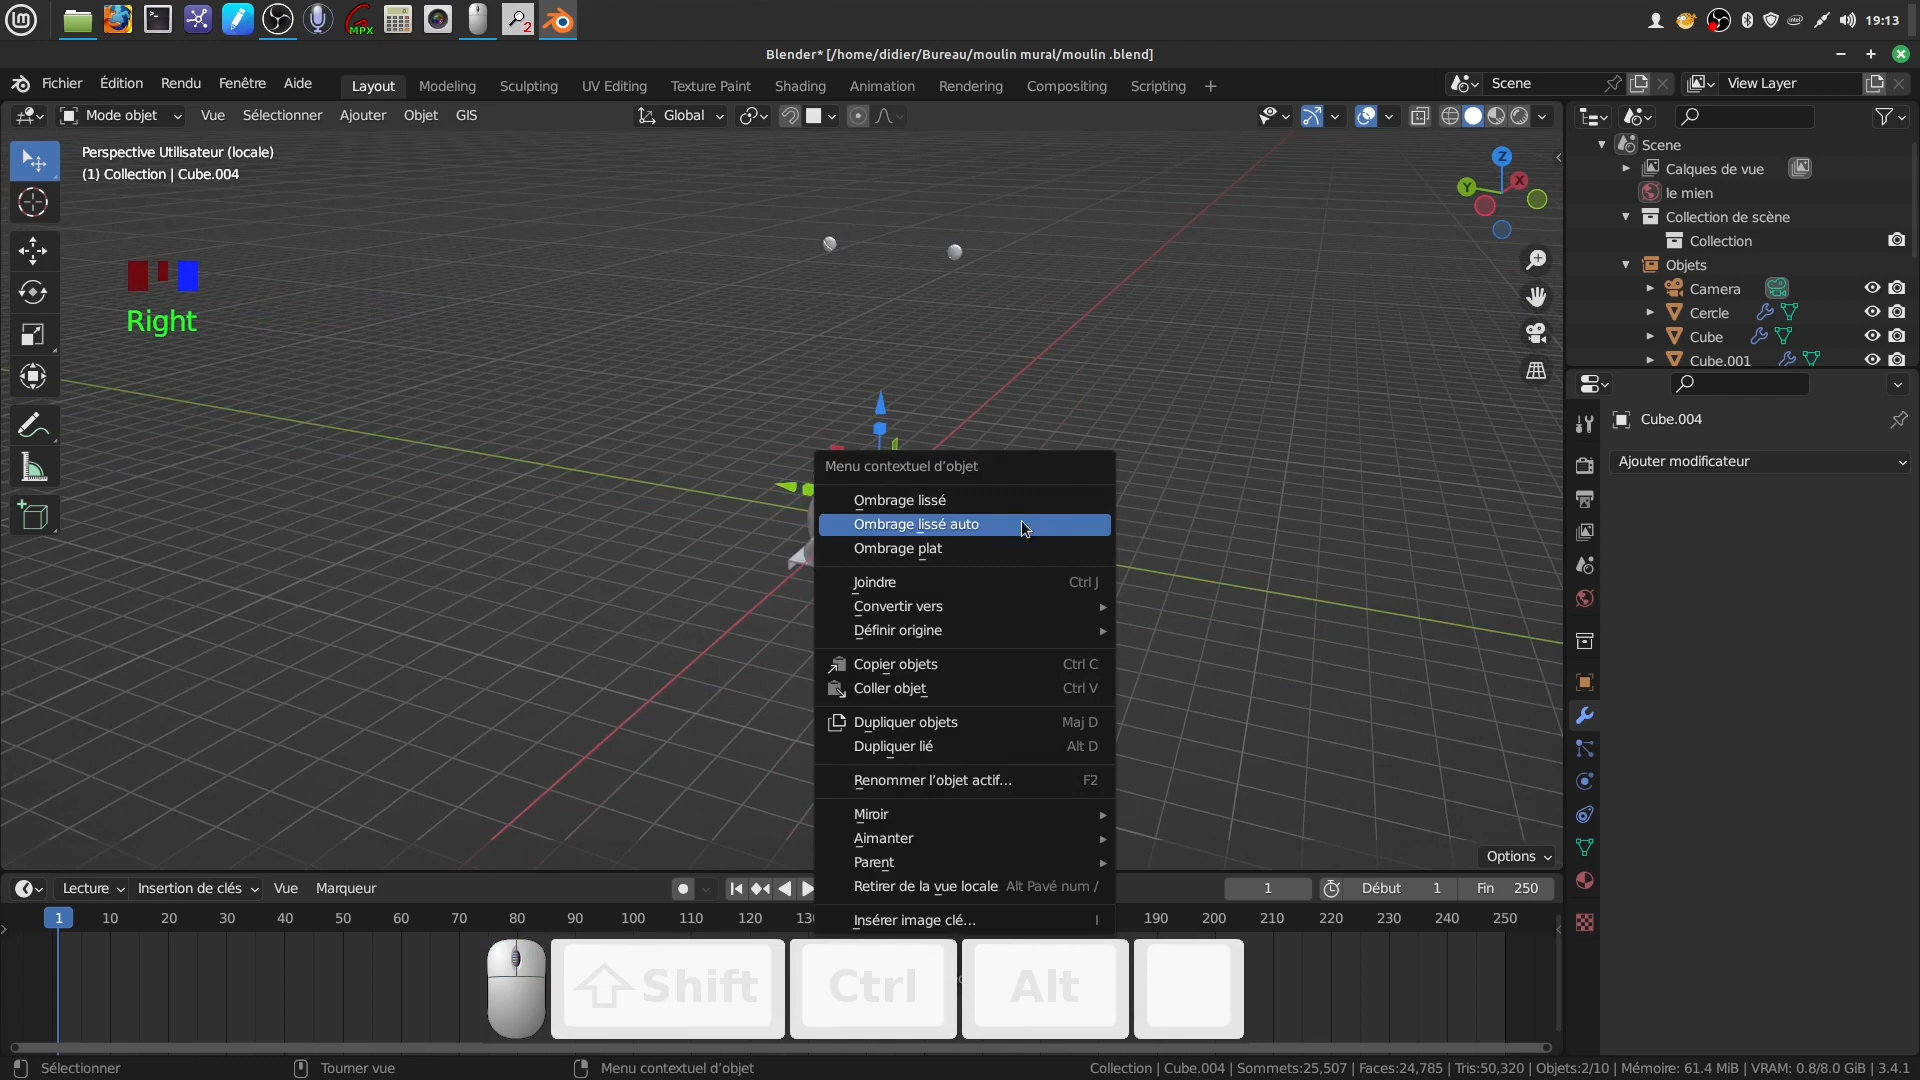 MPX
2
19:13
Blender* [/home/didier/Bureau/moulin mural/moulin .blend]
Fichier Édition Rendu Fenêtre Aide
Layout Modeling Sculpting UV Editing Texture Paint Shading Animation Rendering Compositing Scripting +
Scene
View Layer
Mode objet Vue Sélectionner Ajouter Objet GIS
Global
Perspective Utilisateur (locale)
(1) Collection | Cube.004
Z
X
Y
Right
Scene
Calques de vue
le mien
Collection de scène
Collection
Objets
Camera
Cercle
Cube
Cube.001
Cube.004
Ajouter modificateur
Menu contextuel d’objet
Ombrage lissé
Ombrage lissé auto
Ombrage plat
Joindre Ctrl J
Convertir vers
Définir origine
Copier objets Ctrl C
Coller objet Ctrl V
Dupliquer objets Maj D
Dupliquer lié Alt D
Renommer l’objet actif... F2
Miroir
Aimanter
Parent
Retirer de la vue locale Alt Pavé num /
Insérer image clé... I
Options
Lecture Insertion de clés Vue Marqueur
1 Début 1 Fin 250
1 10 20 30 40 50 60 70 80 90 100 110 120 190 200 210 220 230 240 250
Shift Ctrl Alt
Sélectionner Tourner vue Menu contextuel d’objet
Collection | Cube.004 | Sommets:25,507 | Faces:24,785 | Tris:50,320 | Objets:2/10 | Mémoire: 61.4 MiB | VRAM: 0.8/8.0 GiB | 3.4.1